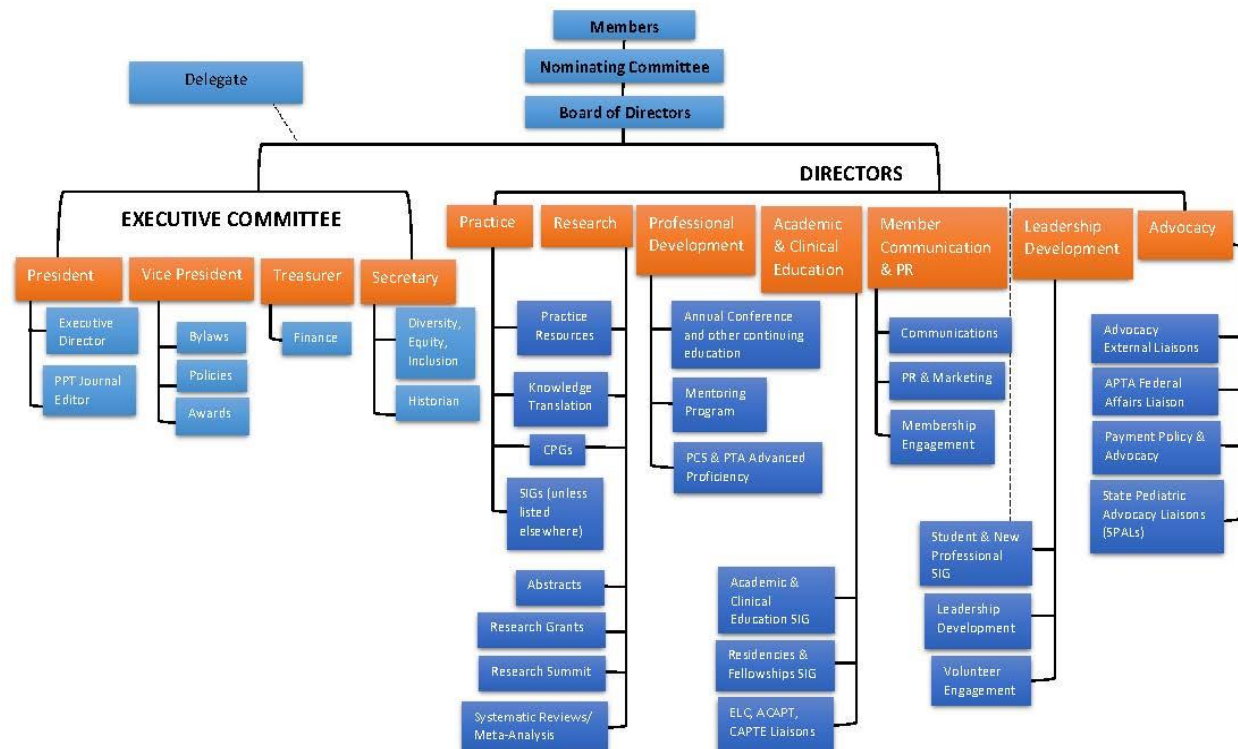 Members
Nominating Committee
Delegate
Board of Directors
DIRECTORS
EXECUTIVE COMMITTEE
Practice
Research
Professional
Development
Academic
& Clinical
Education
Member
Communication
& PR
Leadership
Development
Advocacy
President
Vice President
Treasurer
Secretary
Executive
Director
PPT Journal
Editor
Bylaws
Policies
Awards
Finance
Diversity,
Equity,
Inclusion
Historian
Practice
Resources
Knowledge
Translation
CPGs
SIGs (unless
listed
elsewhere)
Abstracts
Research Grants
Research Summit
Systematic Reviews/
Meta-Analysis
Annual Conference
and other continuing
education
Mentoring
Program
PCS & PTA Advanced
Proficiency
Academic &
Clinical
Education SIG
Residencies &
Fellowships SIG
ELC, ACAPT,
CAPTE Liaisons
Communications
PR & Marketing
Membership
Engagement
Student & New
Professional
SIG
Leadership
Development
Volunteer
Engagement
Advocacy
External Liaisons
APTA Federal
Affairs Liaison
Payment Policy &
Advocacy
State Pediatric
Advocacy Liaisons
(SPALs)